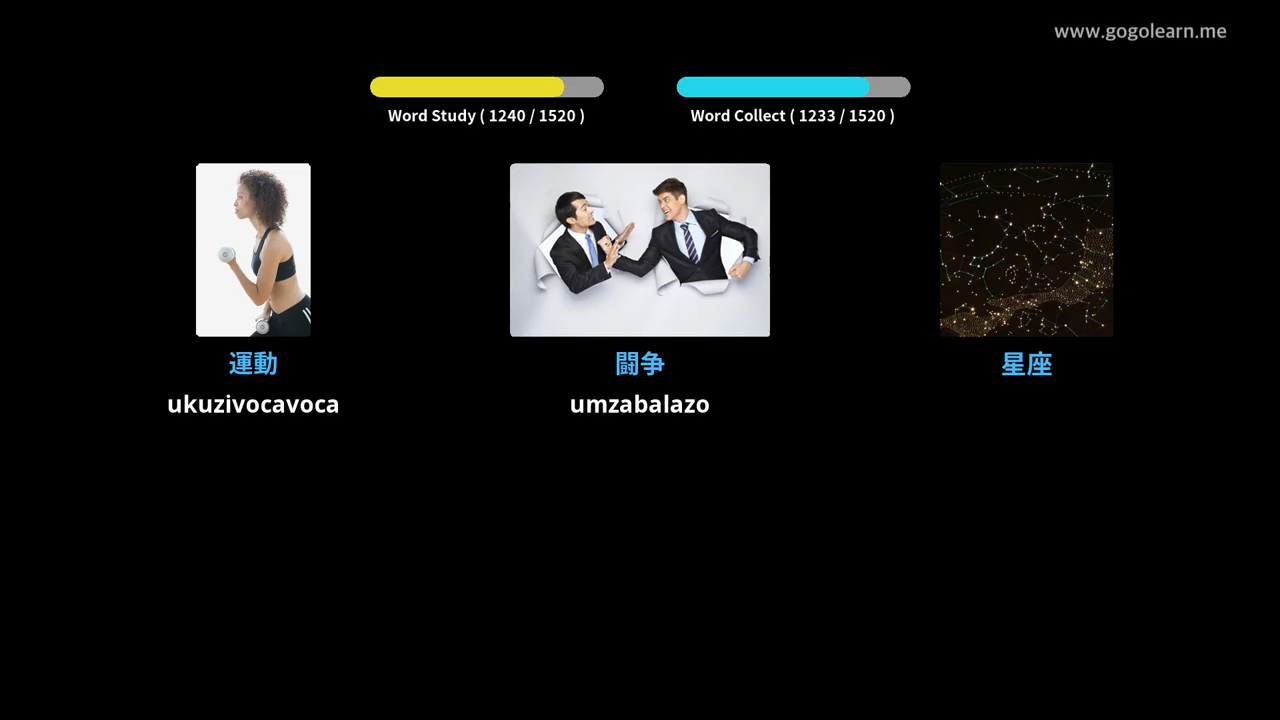 www.gogolearn.me
Word Study ( 1240 / 1520 )
Word Collect ( 1233 / 1520 )
運動
闘争
星座
ukuzivocavoca
umzabalazo